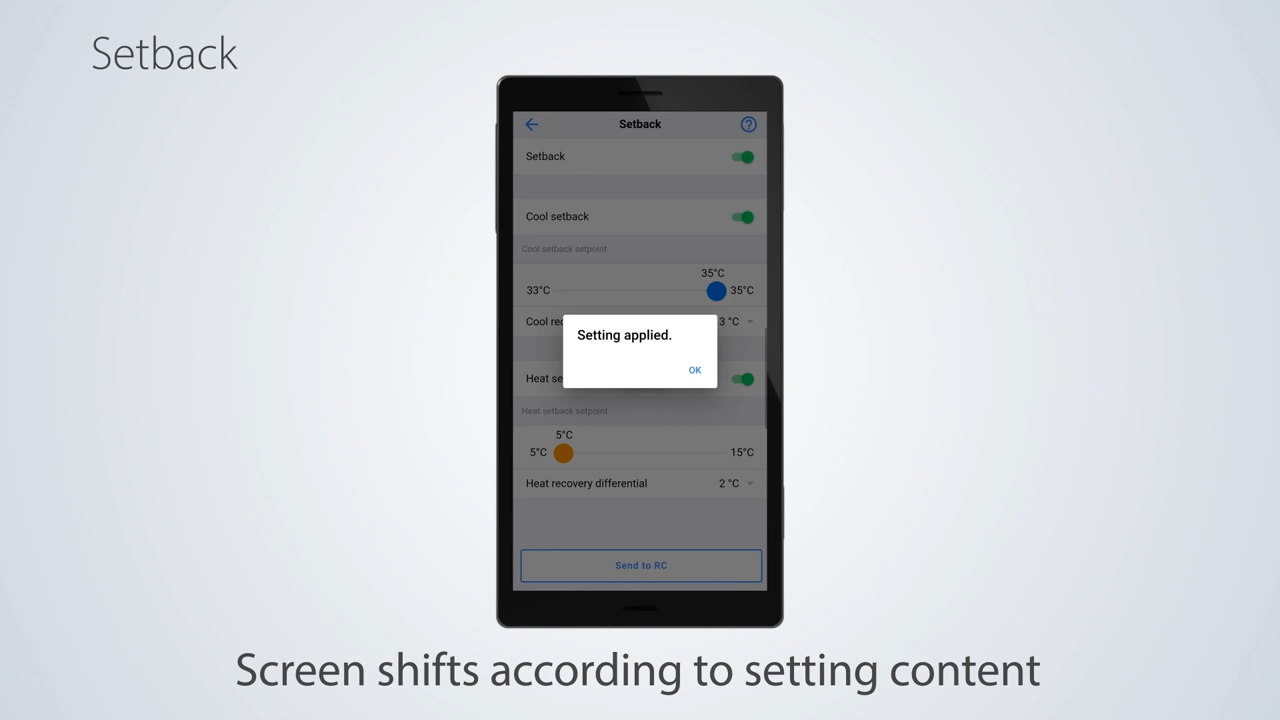 Setback
Setback
Setback
Cool setback
Cool setback setpoint
35°C
33°C 35°C
Cool rec 3 °C
Setting applied.
OK
Heat se
Heat setback setpoint
5°C
5°C 15°C
Heat recovery differential 2 °C
Send to RC
Screen shifts according to setting content